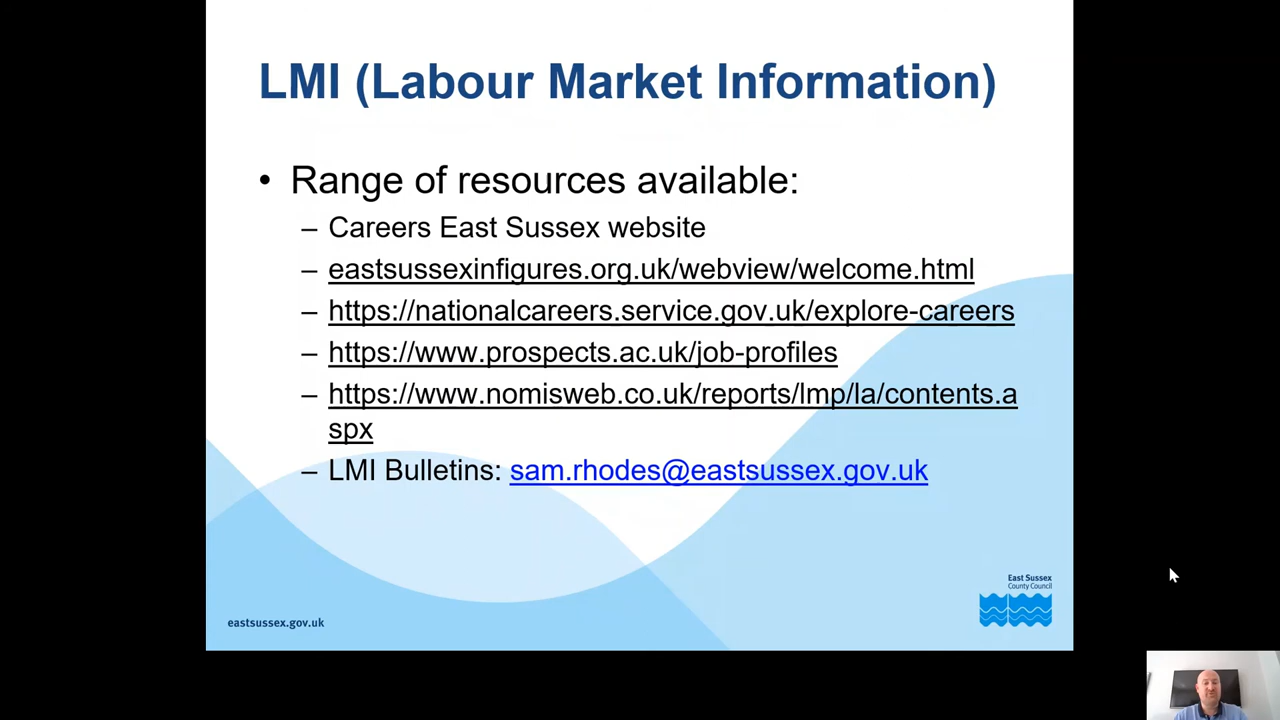 LMI (Labour Market Information)
• Range of resources available:
– Careers East Sussex website
– eastsussexinfigures.org.uk/webview/welcome.html
– https://nationalcareers.service.gov.uk/explore-careers
– https://www.prospects.ac.uk/job-profiles
– https://www.nomisweb.co.uk/reports/lmp/la/contents.a
spx
– LMI Bulletins: sam.rhodes@eastsussex.gov.uk
East Sussex
County Council
eastsussex.gov.uk